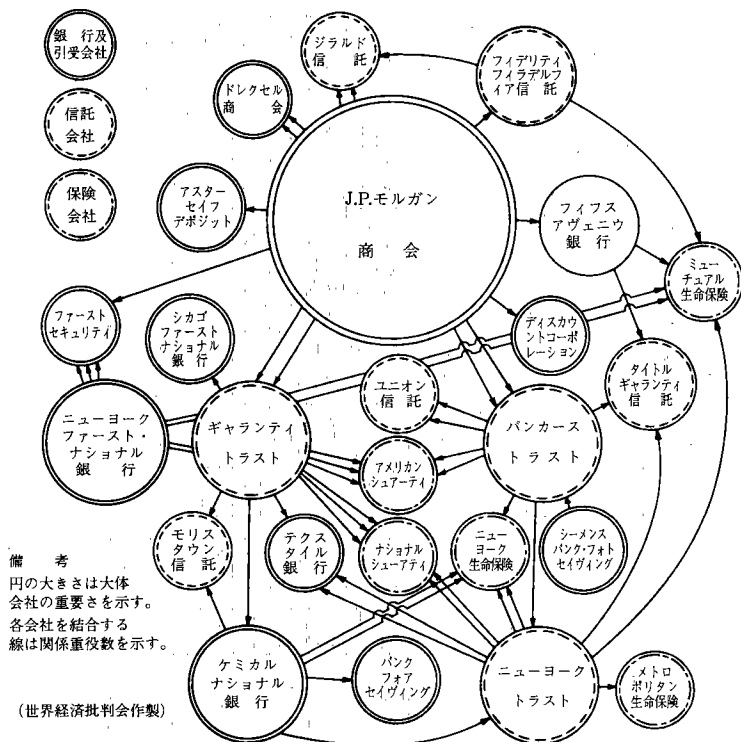 銀行及
引受会社
信託
会社
保険
会社
ジラルド
信託
フィデリティ
フィラデルフ
ィア信託
ドレクセル
商会
J.P.モルガン
商会
アスター
セイフ
デポジット
フィフス
アヴェニウ
銀行
ミュー
チュアル
生命保険
ファースト
セキュリティ
シカゴ
ファースト
ナショナル
銀行
ディスカウ
ントコーポ
レーション
タイトル
ギャランティ
信託
ユニオン
信託
ニューヨーク
ファースト・
ナショナル
銀行
ギャランティ
トラスト
バンカース
トラスト
アメリカン
シュアーティ
モリス
タウン
信託
テクス
タイル
銀行
ナショナル
シューアティ
ニュー
ヨーク
生命保険
シーメンス
バンク・フォト
セイヴィング
備考
円の大きさは大体
会社の重要さを示す。
各会社を結合する
線は関係重役数を示す。
ケミカル
ナショナル
銀行
バンク
フォア
セイヴィング
ニューヨーク
トラスト
メトロ
ポリタン
生命保険
(世界経済批判会作製)